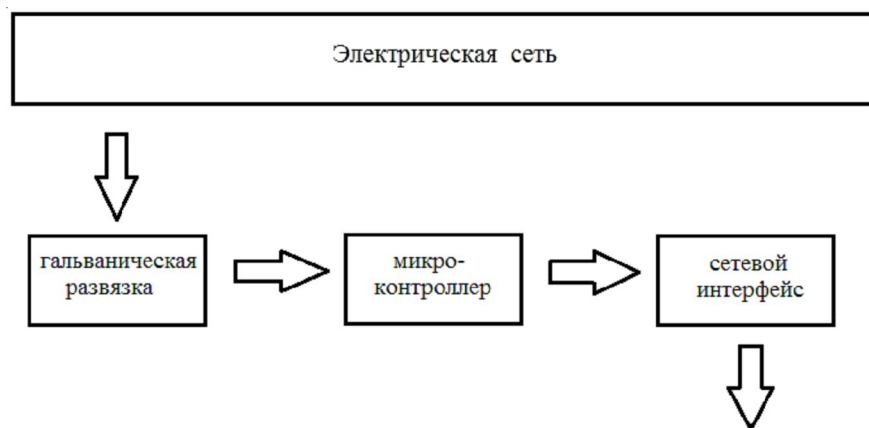 Электрическая сеть
гальваническая
развязка
микро-
контроллер
сетевой
интерфейс